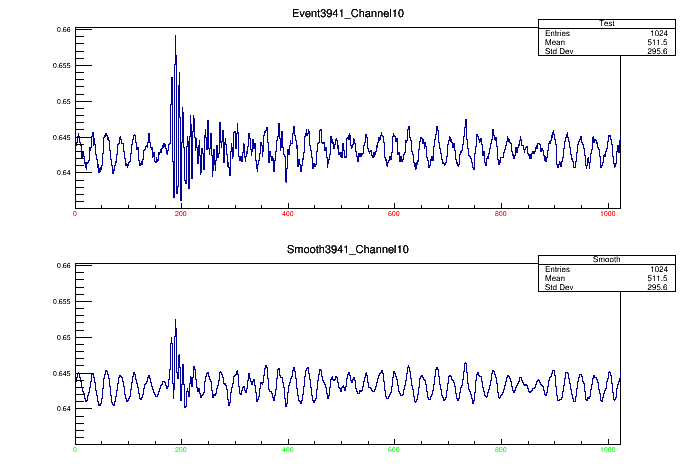 Event3941_Channel10
Test
Entries 1024
Mean 511.5
Std Dev 295.6
0.66
0.655
0.65
0.645
0.64
0 200 400 600 800 1000
Smooth3941_Channel10
Smooth
Entries 1024
Mean 511.5
Std Dev 295.6
0.66
0.655
0.65
0.645
0.64
0 200 400 600 800 1000